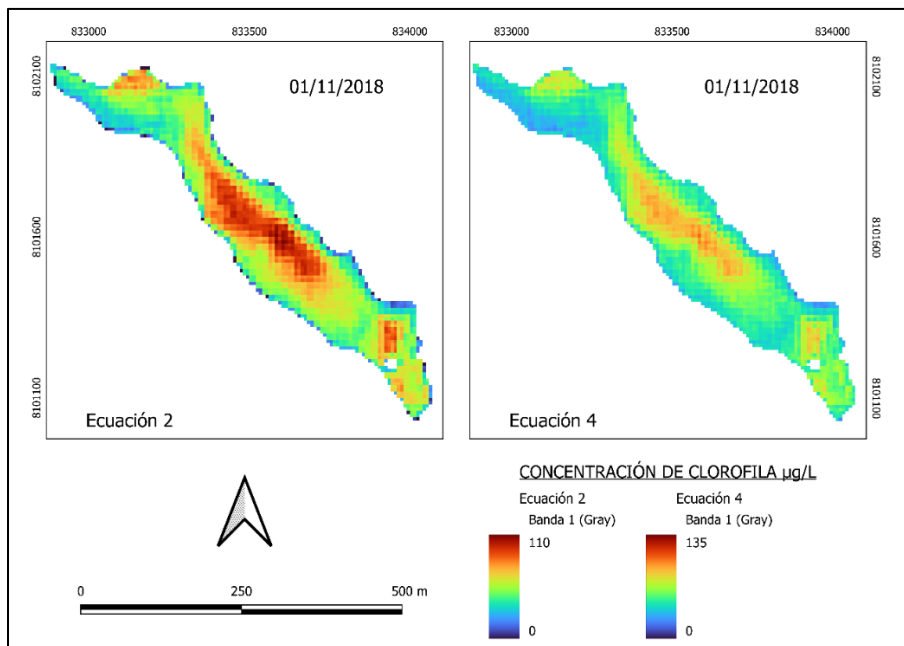 833000 833500 834000 833000 833500 834000
8102100 01/11/2018 01/11/2018 8102100
8101600 8101600
8101100 8101100
Ecuación 2 Ecuación 4
CONCENTRACIÓN DE CLOROFILA µg/L
Ecuación 2 Ecuación 4
Banda 1 (Gray) Banda 1 (Gray)
110 135
0 0
0 250 500 m